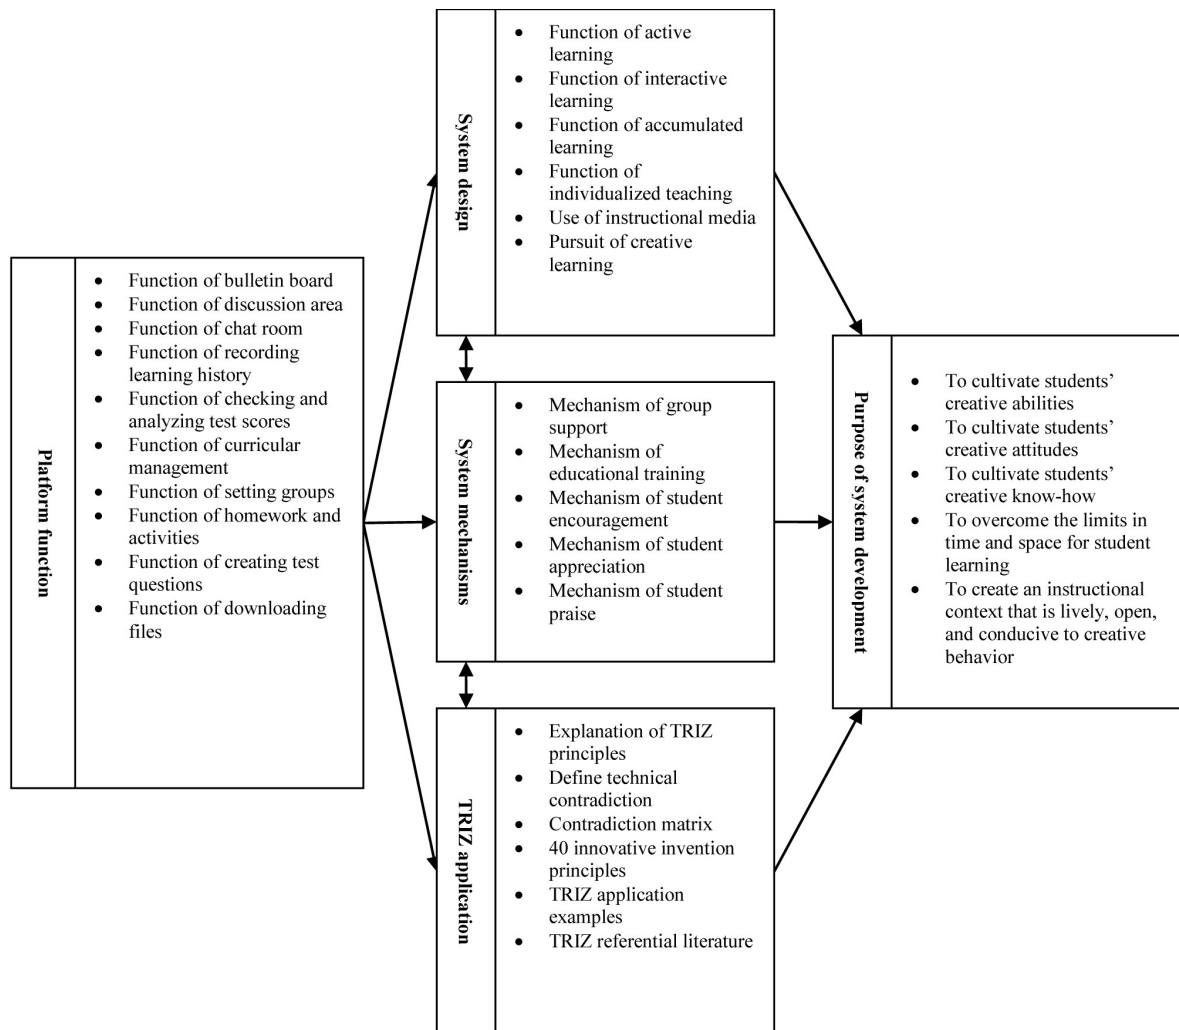 Platform function
Function of bulletin board
Function of discussion area
Function of chat room
Function of recording
learning history
Function of checking and
analyzing test scores
Function of curricular
management
Function of setting groups
Function of homework and
activities
Function of creating test
questions
Function of downloading
files
System design
Function of active
learning
Function of interactive
learning
Function of accumulated
learning
Function of
individualized teaching
Use of instructional media
Pursuit of creative
learning
System mechanisms
Mechanism of group
support
Mechanism of
educational training
Mechanism of student
encouragement
Mechanism of student
appreciation
Mechanism of student
praise
TRIZ application
Explanation of TRIZ
principles
Define technical
contradiction
Contradiction matrix
40 innovative invention
principles
TRIZ application
examples
TRIZ referential literature
Purpose of system development
To cultivate students’
creative abilities
To cultivate students’
creative attitudes
To cultivate students’
creative know-how
To overcome the limits in
time and space for student
learning
To create an instructional
context that is lively, open,
and conducive to creative
behavior